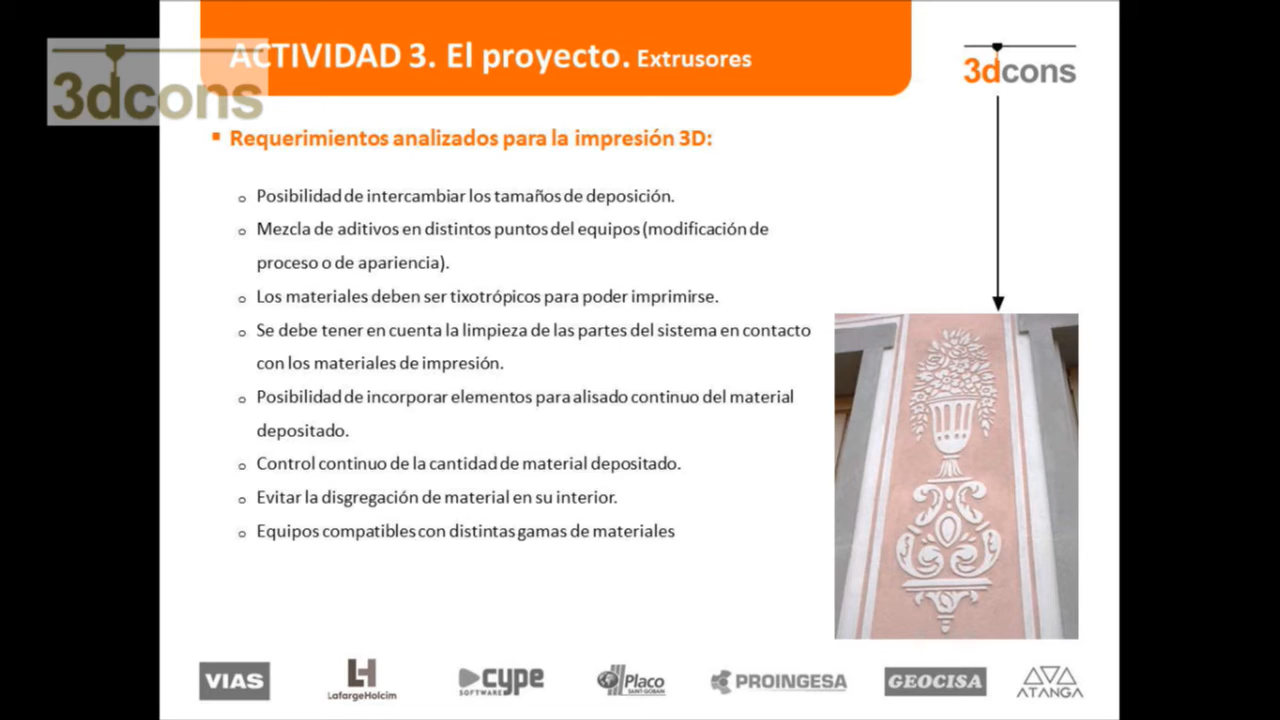 ACTIVIDAD 3. El proyecto. Extrusores
3dcons
3dcons
Requerimientos analizados para la impresión 3D:
Posibilidad de intercambiar los tamaños de deposición.
Mezcla de aditivos en distintos puntos del equipos (modificación de
proceso o de apariencia).
Los materiales deben ser tixotrópicos para poder imprimirse.
Se debe tener en cuenta la limpieza de las partes del sistema en contacto
con los materiales de impresión.
Posibilidad de incorporar elementos para alisado continuo del material
depositado.
Control continuo de la cantidad de material depositado.
Evitar la disgregación de material en su interior.
Equipos compatibles con distintas gamas de materiales
VIAS
LH
LafargeHolcim
cype
SOFTWARE
Placo
SAINT-GOBAIN
PROINGESA
GEOCISA
ATANGA